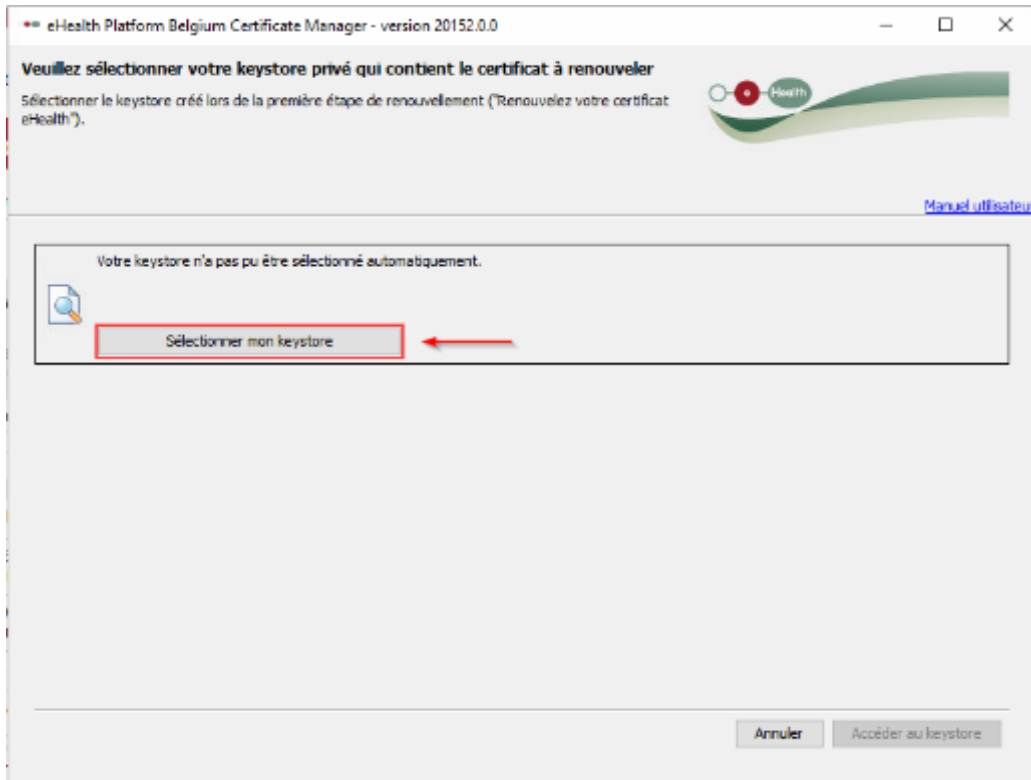 eHealth Platform Belgium Certificate Manager - version 20152.0.0
Veuillez sélectionner votre keystore privé qui contient le certificat à renouveler
Sélectionner le keystore créé lors de la première étape de renouvellement ("Renouvelez votre certificat
eHealth").
e Health
Manuel utilisateu
Votre keystore n'a pas pu être sélectionné automatiquement.
Sélectionner mon keystore
Annuler
Accéder au keystore